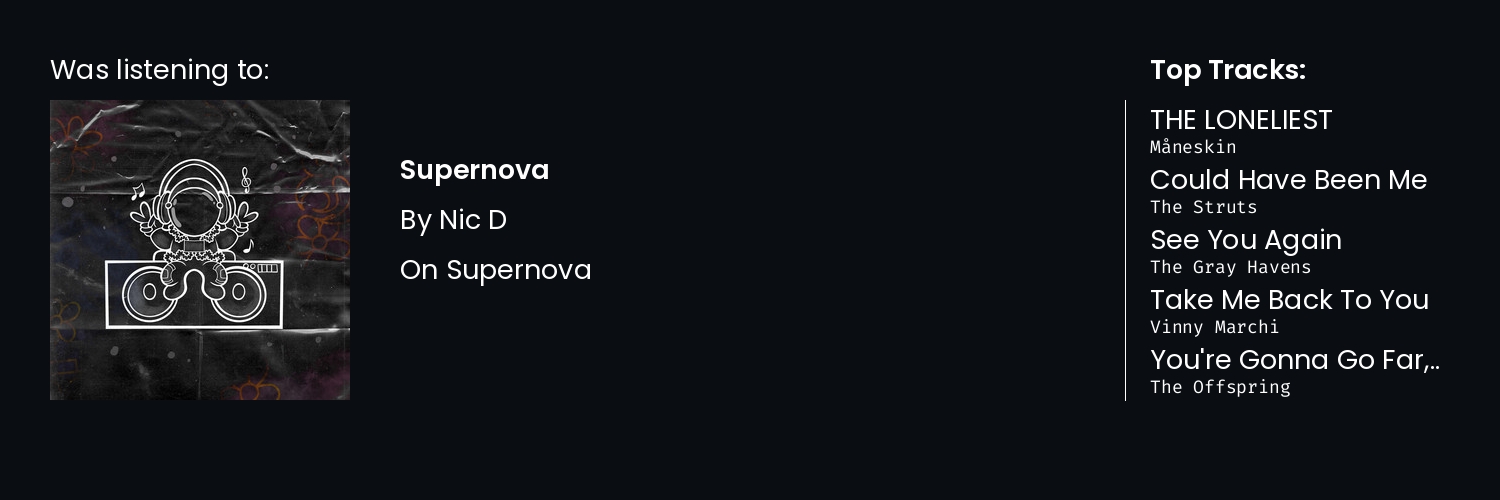 Was listening to:
Supernova
By Nic D
On Supernova
Top Tracks:
THE LONELIEST
Måneskin
Could Have Been Me
The Struts
See You Again
The Gray Havens
Take Me Back To You
Vinny Marchi
You're Gonna Go Far,..
The Offspring